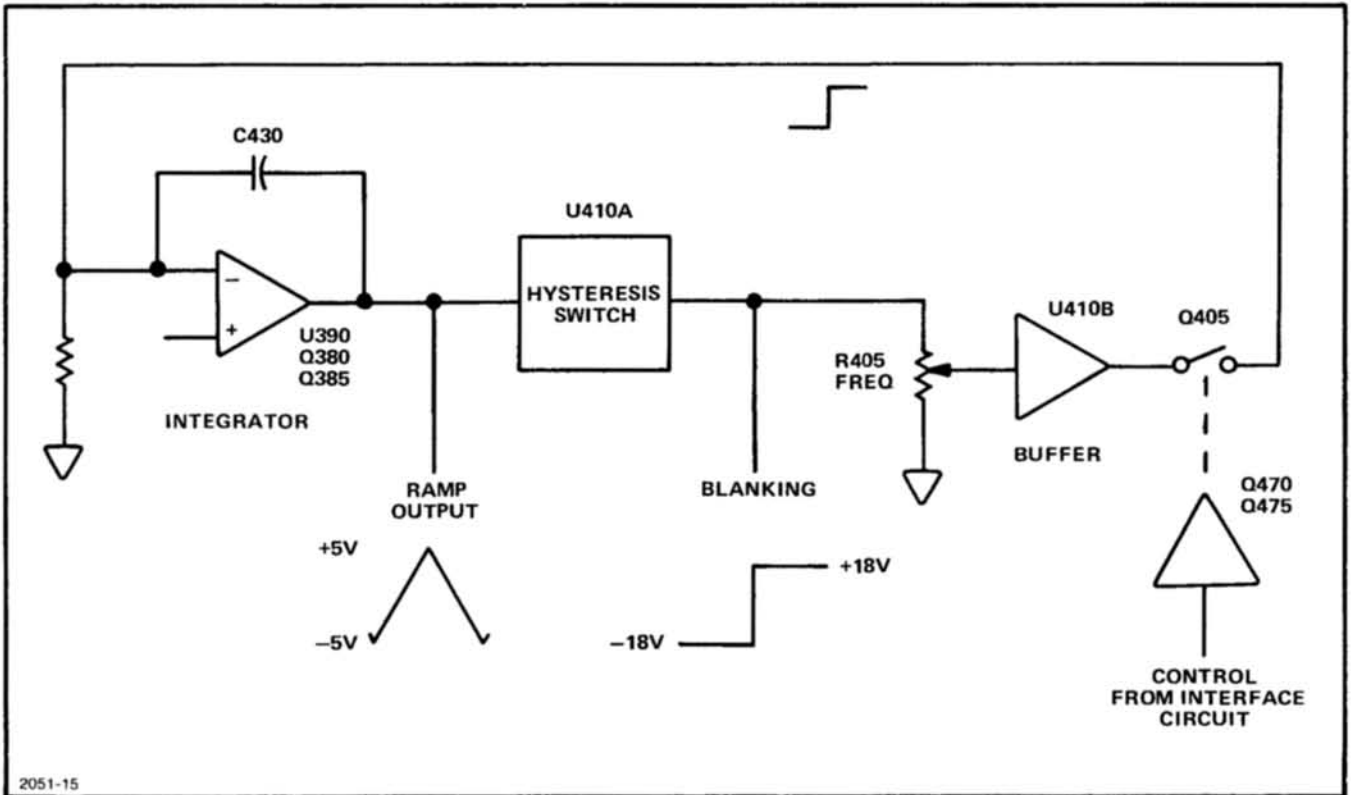 C430
U410A
HYSTERESIS
SWITCH
−
+
U390
Q380
Q385
INTEGRATOR
RAMP
OUTPUT
+5V
−5V
BLANKING
+18V
−18V
R405
FREQ
U410B
BUFFER
Q405
Q470
Q475
CONTROL
FROM INTERFACE
CIRCUIT
2051-15